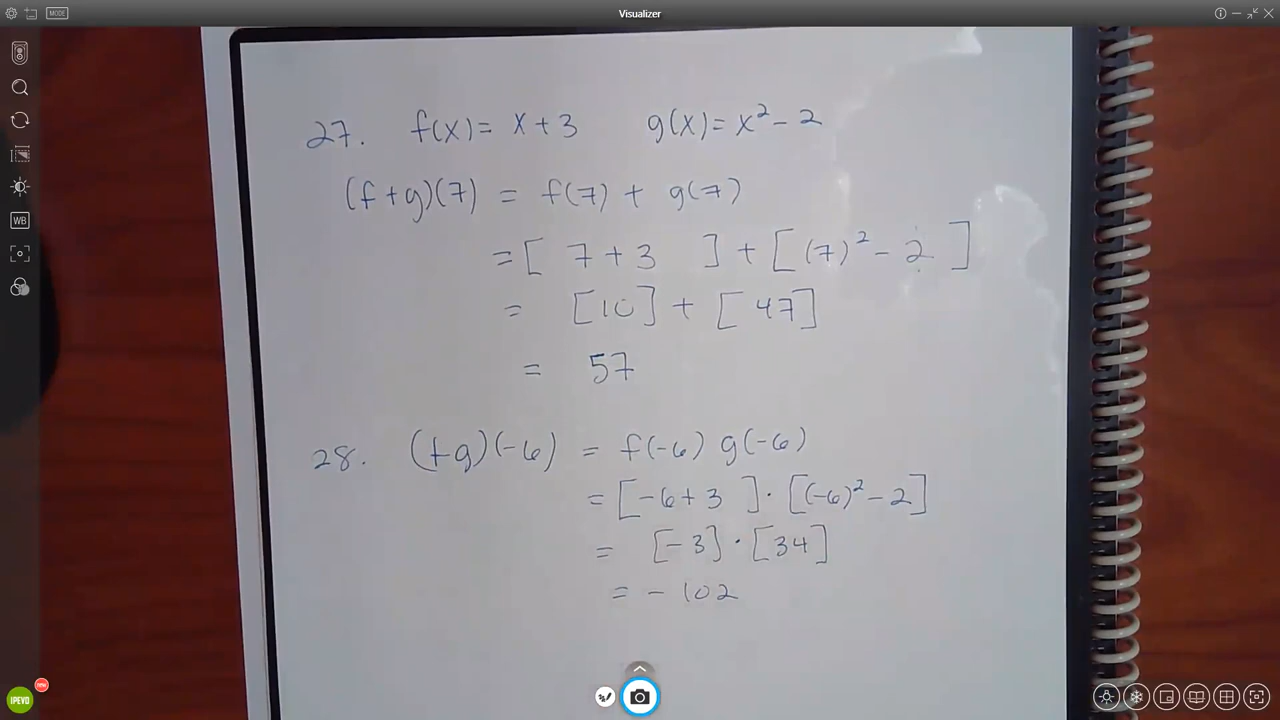 MODE
Visualizer
WB
27. f(x) = x + 3 g(x) = x² - 2
(f + g)(7) = f(7) + g(7)
= [ 7 + 3 ] + [ (7)² - 2 ]
= [10] + [ 47]
= 57
28. (f g)(-6) = f(-6) g(-6)
= [-6 + 3 ] · [(-6)² - 2]
= [-3] · [34]
= - 102
IPEVO